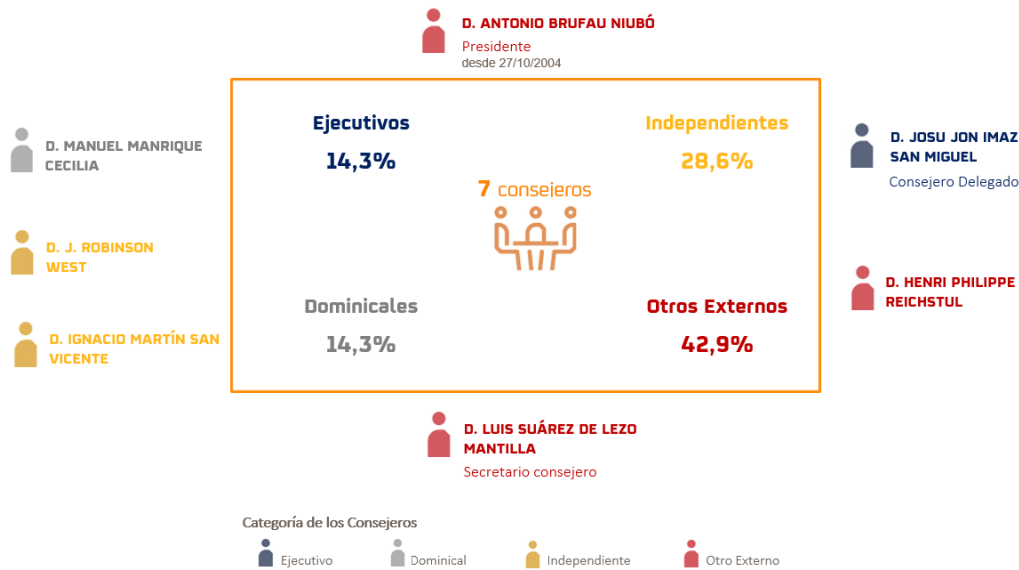 D. ANTONIO BRUFAU NIUBÓ
Presidente
desde 27/10/2004
D. MANUEL MANRIQUE
CECILIA
D. J. ROBINSON
WEST
D. IGNACIO MARTÍN SAN
VICENTE
Ejecutivos
14,3%
Independientes
28,6%
7 consejeros
Dominicales
14,3%
Otros Externos
42,9%
D. JOSU JON IMAZ
SAN MIGUEL
Consejero Delegado
D. HENRI PHILIPPE
REICHSTUL
D. LUIS SUÁREZ DE LEZO
MANTILLA
Secretario consejero
Categoría de los Consejeros
Ejecutivo
Dominical
Independiente
Otro Externo